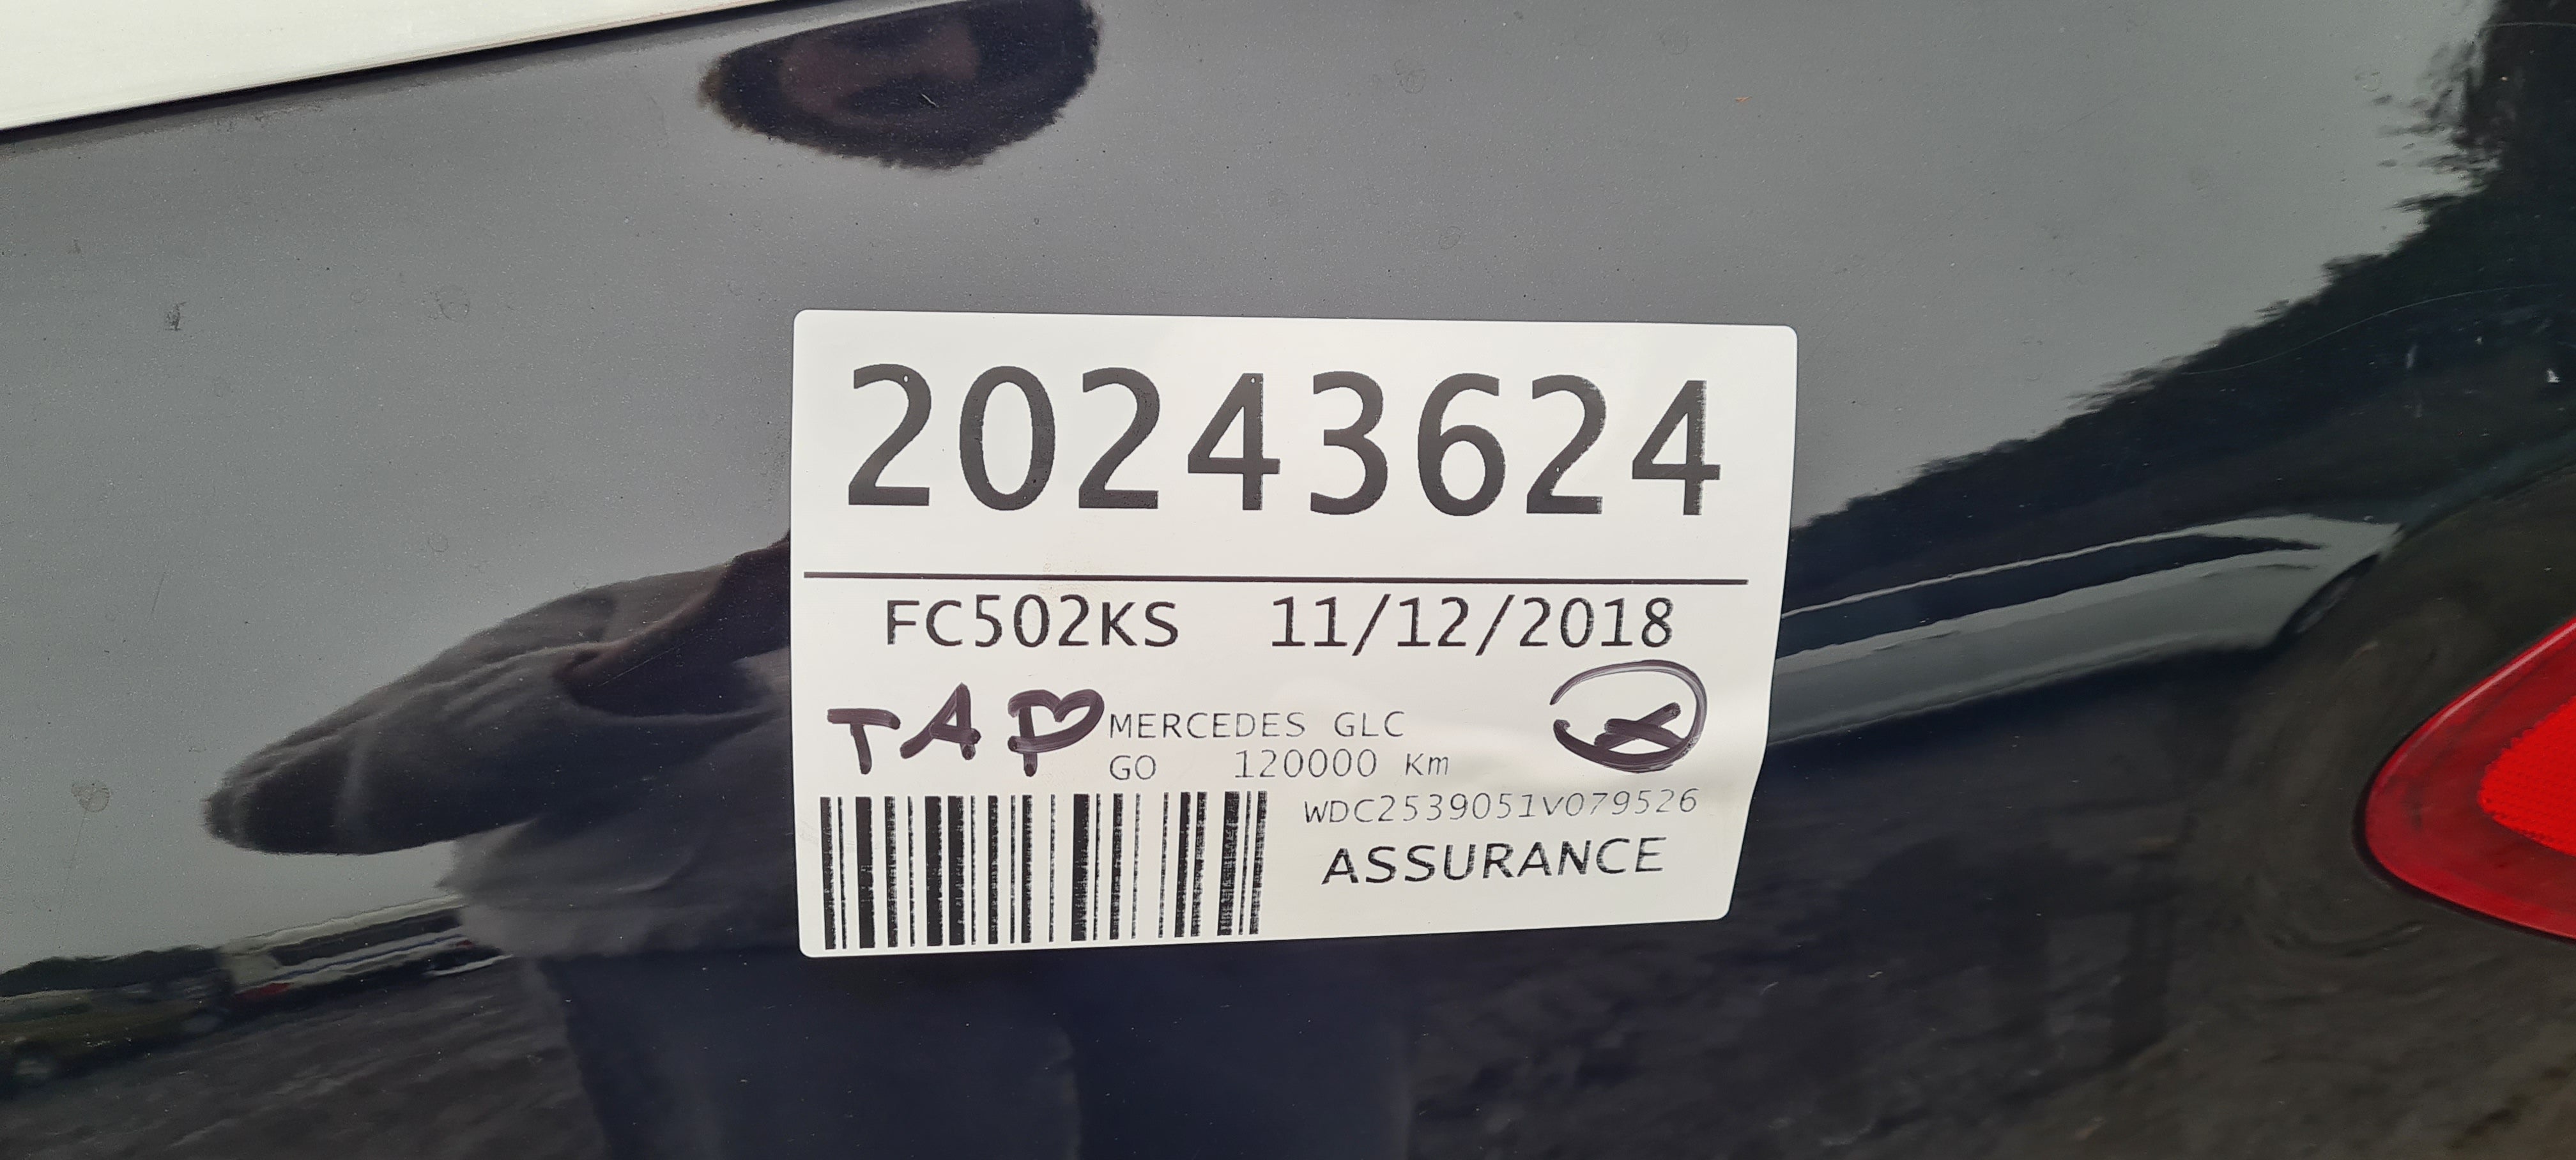 20243624
FC502KS 11/12/2018
TAP MERCEDES GLC
GO 120000 Km
WDC2539051V079526
ASSURANCE